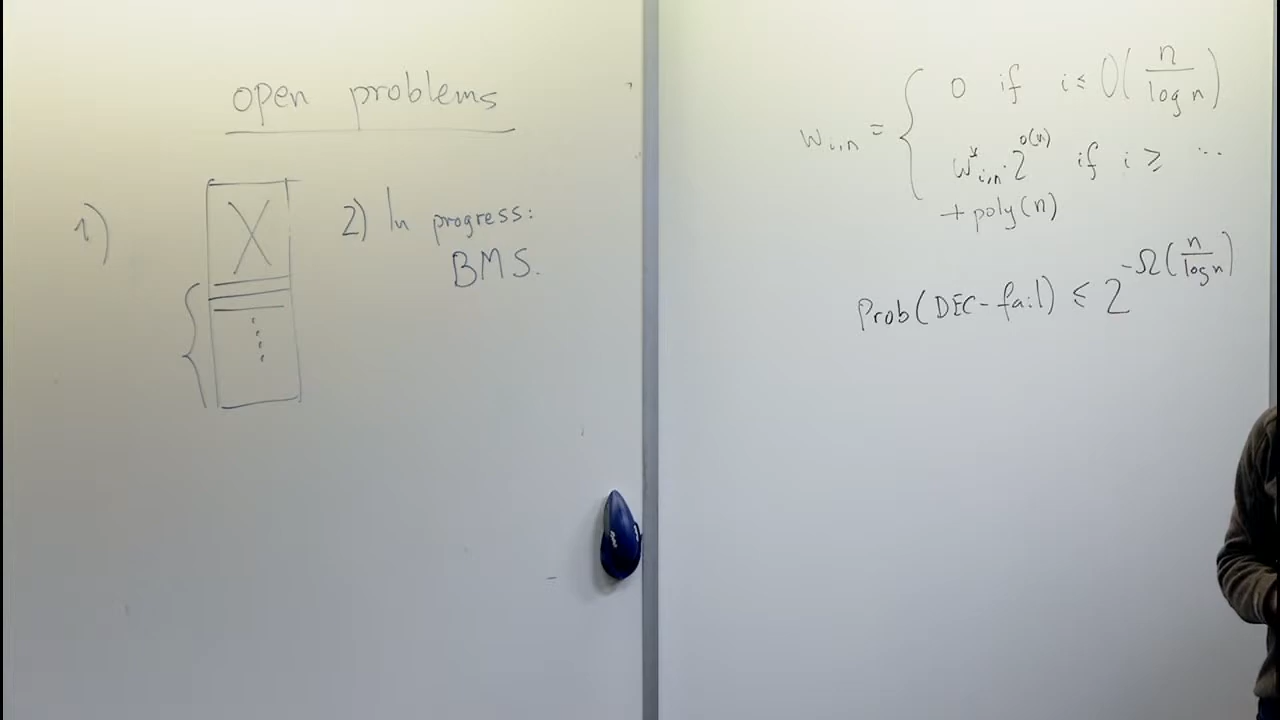 open problems
1)
X
2) In progress:
BMS.
w_{i,n} = { 0 if i ≤ O(n/log n)
w*_{i,n} · 2^{o(n)} if i ≥ ...
+ poly(n)
Prob(DEC-fail) ≤ 2^{-Ω(n/log n)}